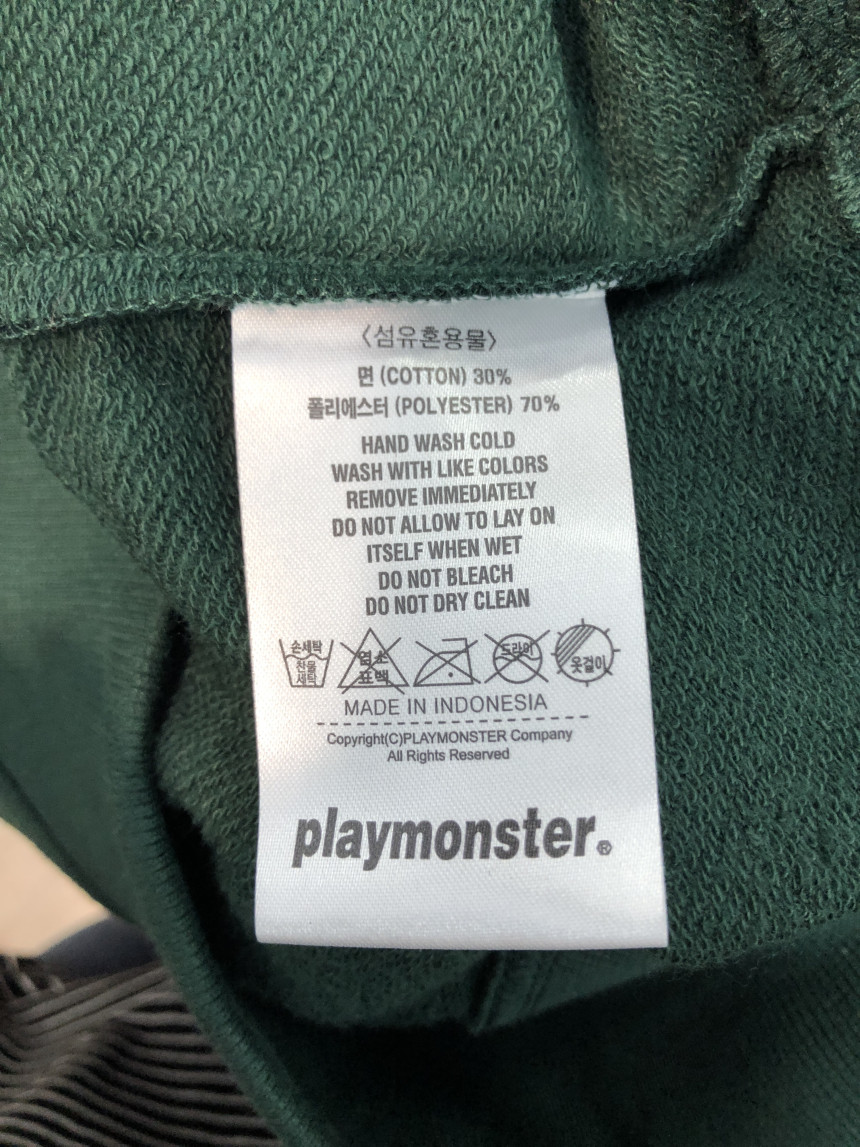 〈섬유혼용물〉
면 (COTTON) 30%
폴리에스터 (POLYESTER) 70%
HAND WASH COLD
WASH WITH LIKE COLORS
REMOVE IMMEDIATELY
DO NOT ALLOW TO LAY ON
ITSELF WHEN WET
DO NOT BLEACH
DO NOT DRY CLEAN
손세탁
찬물
세탁
염소
표백
드라이
옷걸이
MADE IN INDONESIA
Copyright(C)PLAYMONSTER Company
All Rights Reserved
playmonster®